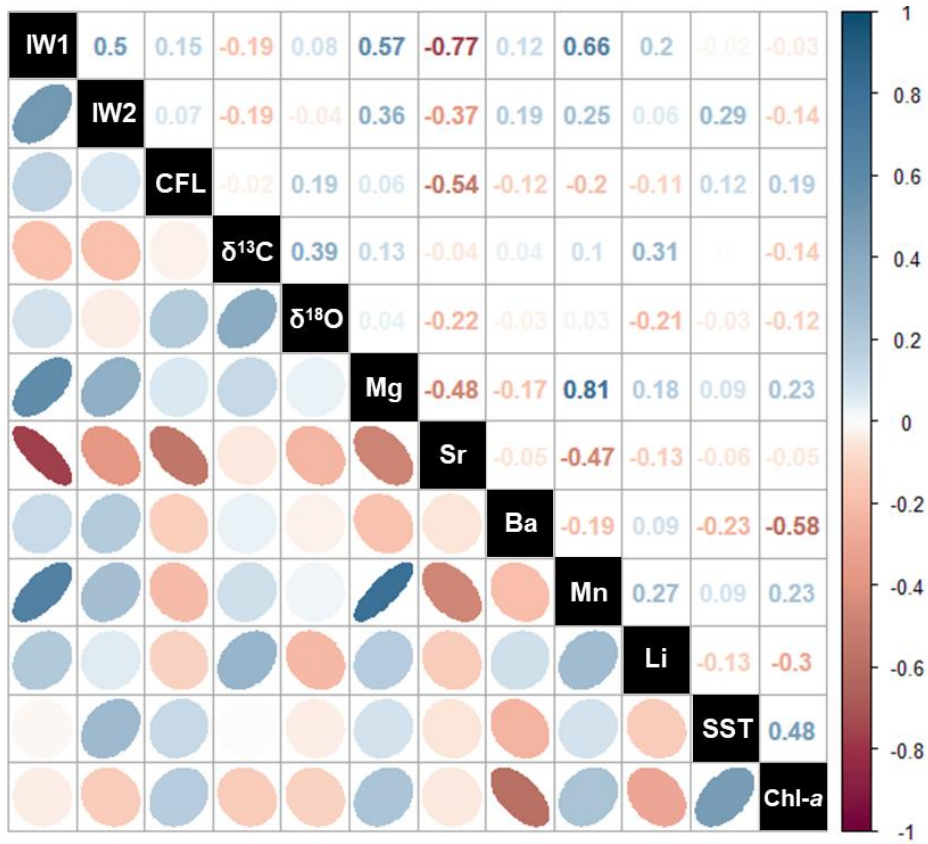 IW1 0.5 0.15 -0.19 0.08 0.57 -0.77 0.12 0.66 0.2 -0.02 -0.03
IW2 0.07 -0.19 -0.04 0.36 -0.37 0.19 0.25 0.06 0.29 -0.14
CFL -0.02 0.19 0.06 -0.54 -0.12 -0.2 -0.11 0.12 0.19
δ¹³C 0.39 0.13 -0.04 0.04 0.1 0.31 -0.14
δ¹⁸O 0.04 -0.22 -0.03 0.03 -0.21 -0.03 -0.12
Mg -0.48 -0.17 0.81 0.18 0.09 0.23
Sr -0.05 -0.47 -0.13 -0.06 -0.05
Ba -0.19 0.09 -0.23 -0.58
Mn 0.27 0.09 0.23
Li -0.13 -0.3
SST 0.48
Chl-a
1
0.8
0.6
0.4
0.2
0
-0.2
-0.4
-0.6
-0.8
-1